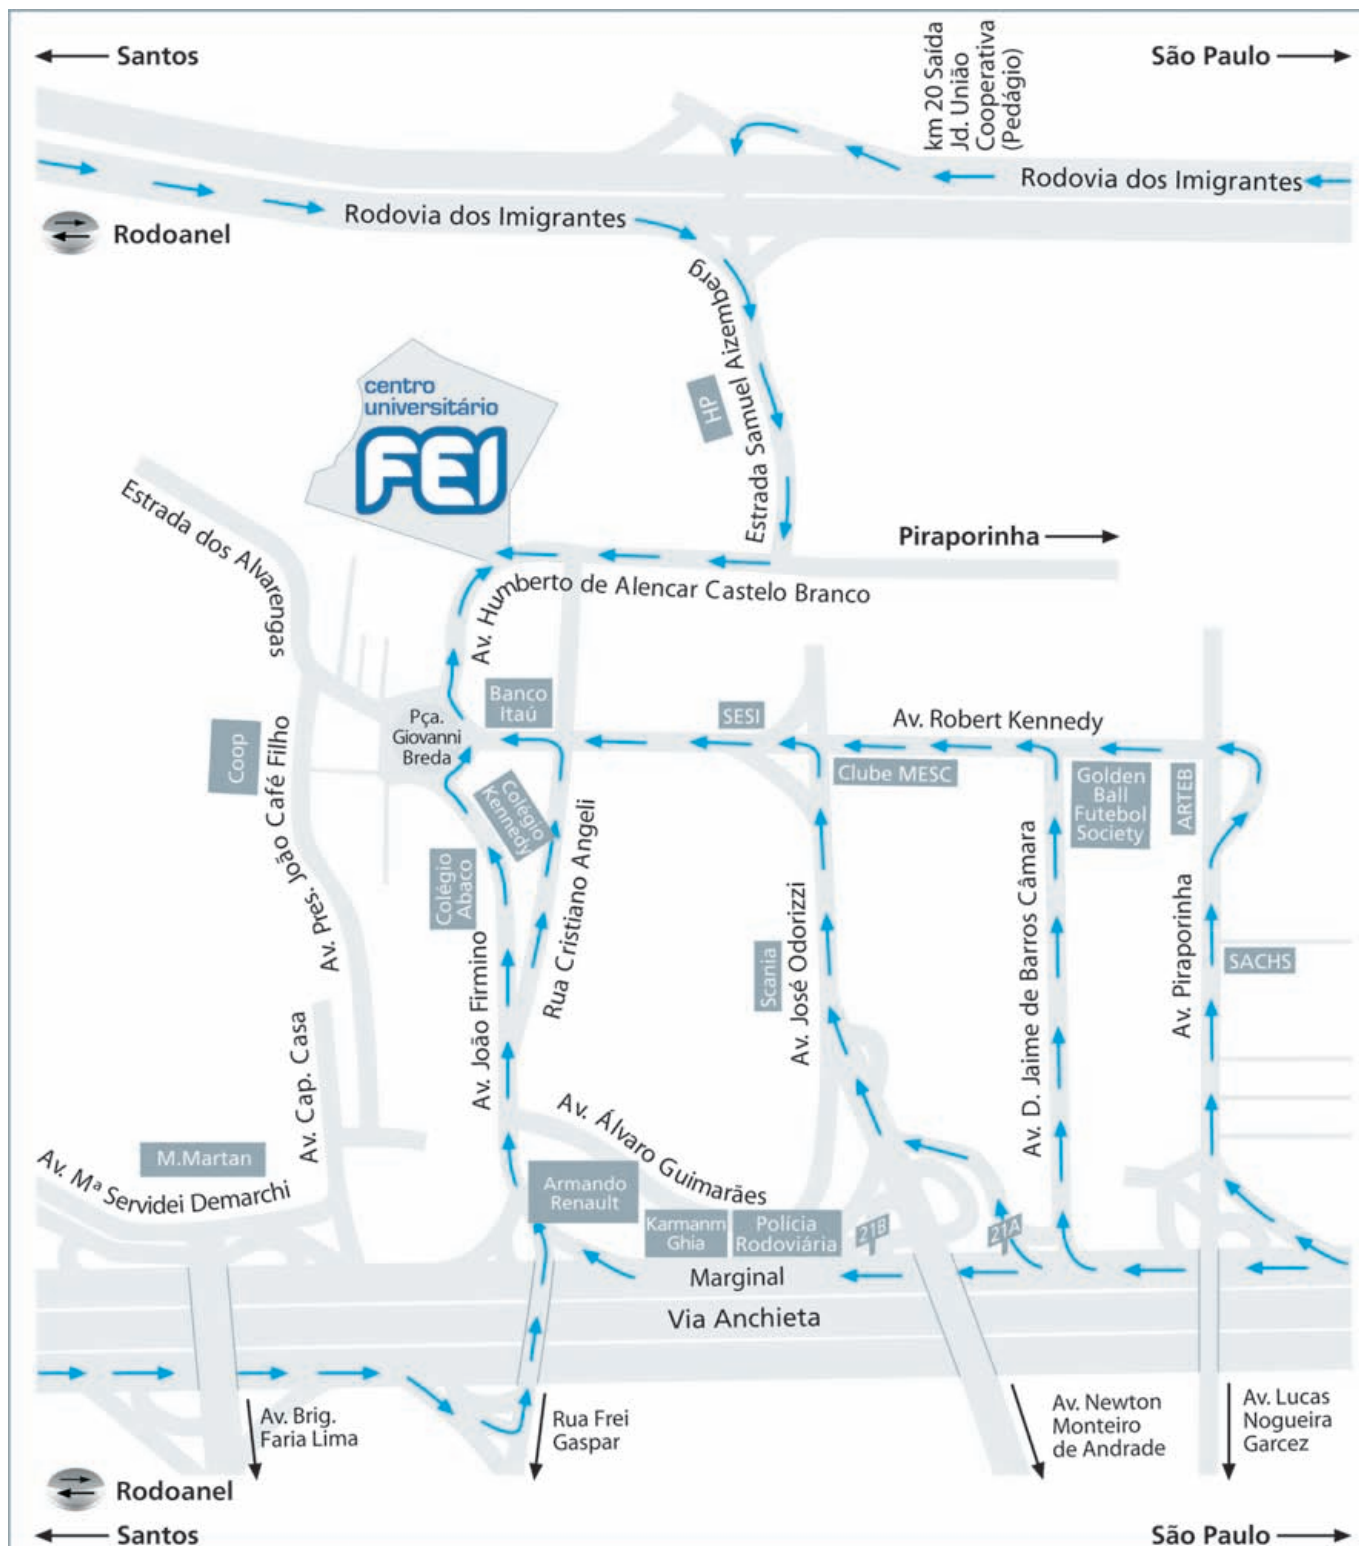 Santos
São Paulo
km 20 Saída
Jd. União
Cooperativa
(Pedágio)
Rodovia dos Imigrantes
Rodovia dos Imigrantes
Rodoanel
Estrada Samuel Aizemberg
HP
centro
universitário
FEI
Estrada dos Alvarengas
Piraporinha
Av. Humberto de Alencar Castelo Branco
Banco
Itaú
SESI
Av. Robert Kennedy
Pça.
Giovanni
Breda
Coop
Av. Pres. João Café Filho
Clube MESC
Golden
Ball
Futebol
Society
ARTEB
Colégio
Kennedy
Colégio
Abaco
Rua Cristiano Angeli
Av. João Firmino
Scania
Av. José Odorizzi
Av. D. Jaime de Barros Câmara
Av. Piraporinha
SACHS
Av. Cap. Casa
Av. Álvaro Guimarães
M.Martan
Av. Mª Servidei Demarchi
Armando
Renault
Karmanm
Ghia
Polícia
Rodoviária
21B
21A
Marginal
Via Anchieta
Av. Brig.
Faria Lima
Rua Frei
Gaspar
Av. Newton
Monteiro
de Andrade
Av. Lucas
Nogueira
Garcez
Rodoanel
Santos
São Paulo